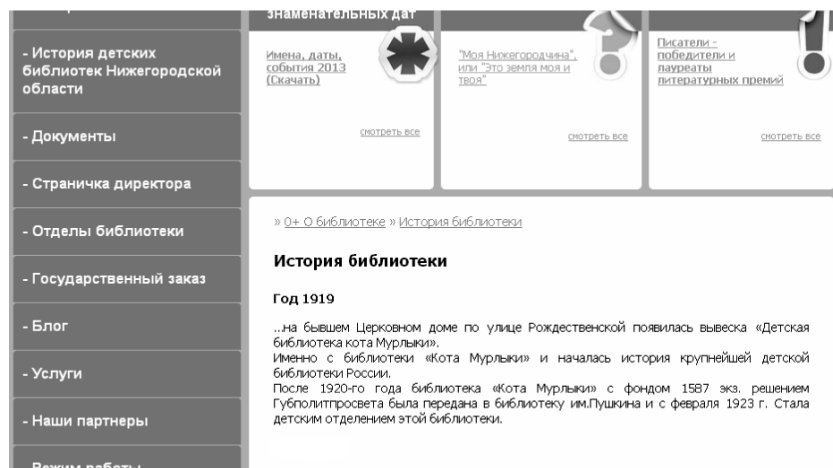 знаменательных дат
- История детских
библиотек Нижегородской
области
- Документы
- Страничка директора
- Отделы библиотеки
- Государственный заказ
- Блог
- Услуги
- Наши партнеры
- Режим работы
Имена, даты,
события 2013
(Скачать)
смотреть все
"Моя Нижегородчина",
или "Это земля моя и
твоя"
смотреть все
Писатели -
победители и
лауреаты
литературных премий
смотреть все
» 0+ О библиотеке » История библиотеки
История библиотеки
Год 1919
...на бывшем Церковном доме по улице Рождественской появилась вывеска «Детская
библиотека кота Мурлыки».
Именно с библиотеки «Кота Мурлыки» и началась история крупнейшей детской
библиотеки России.
После 1920-го года библиотека «Кота Мурлыки» с фондом 1587 экз. решением
Губполитпросвета была передана в библиотеку им.Пушкина и с февраля 1923 г. Стала
детским отделением этой библиотеки.